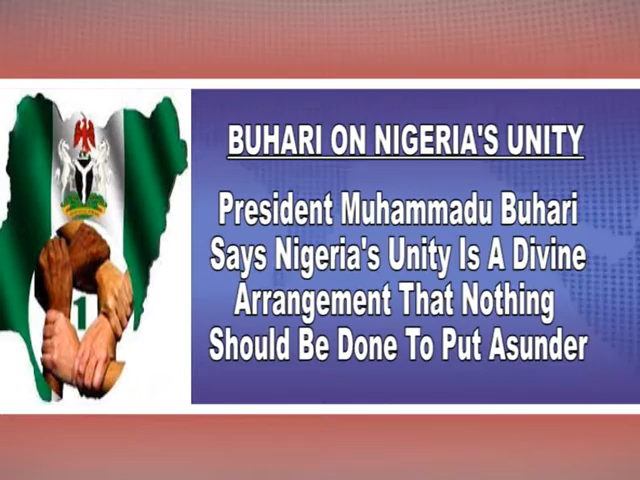 BUHARI ON NIGERIA'S UNITY
President Muhammadu Buhari
Says Nigeria's Unity Is A Divine
Arrangement That Nothing
Should Be Done To Put Asunder
1